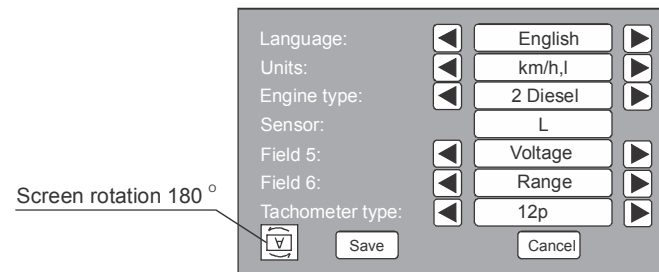 Language: English
Units: km/h,l
Engine type: 2 Diesel
Sensor: L
Field 5: Voltage
Field 6: Range
Screen rotation 180 °
Tachometer type: 12p
A Save Cancel